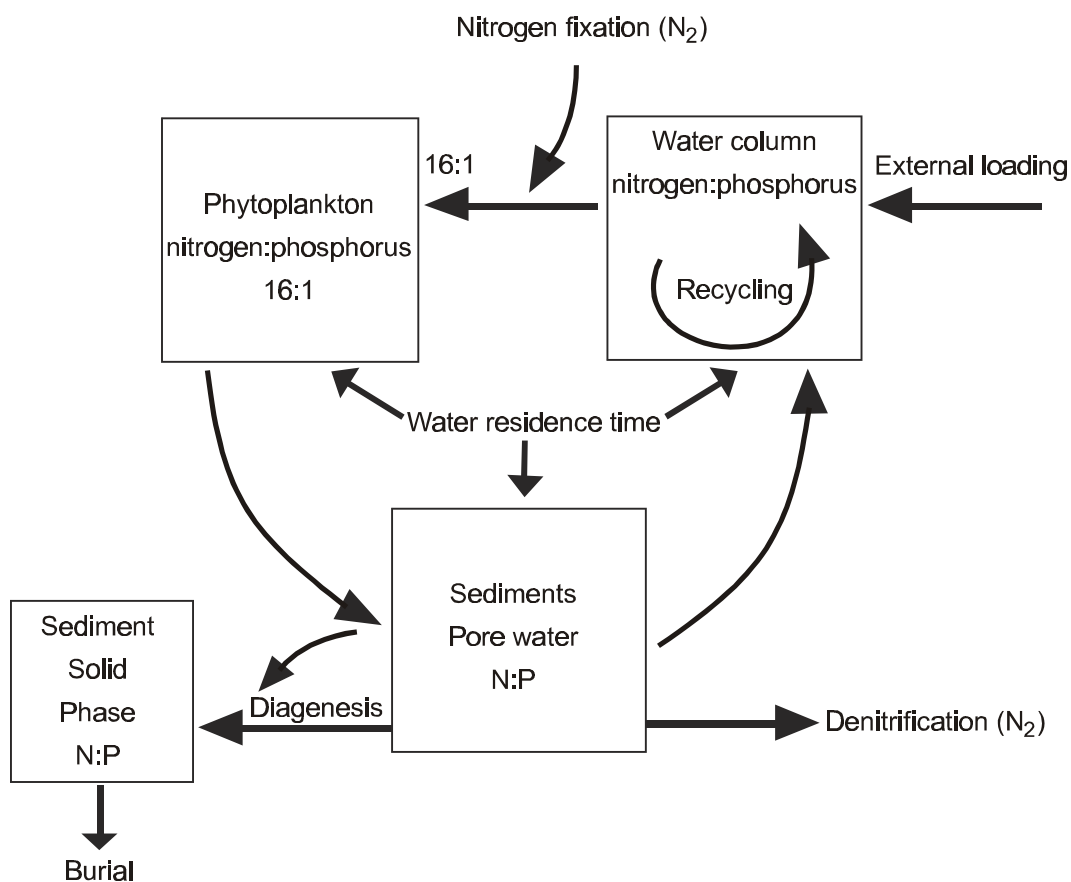 Nitrogen fixation (N₂)
16:1
Phytoplankton
nitrogen:phosphorus
16:1
Water column
nitrogen:phosphorus
Recycling
External loading
Water residence time
Sediments
Pore water
N:P
Sediment
Solid
Phase
N:P
Diagenesis
Denitrification (N₂)
Burial